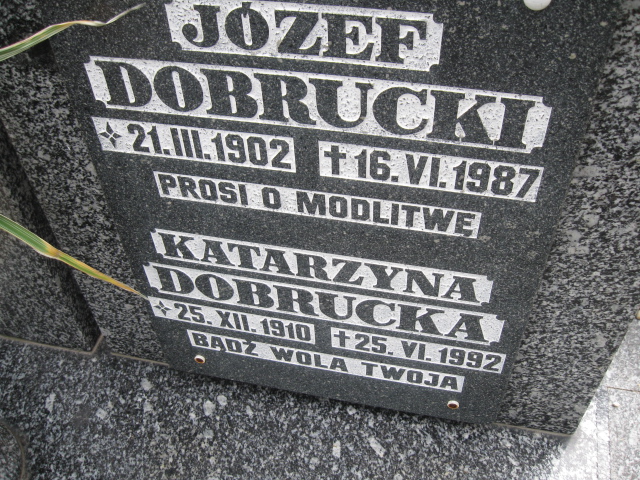 JÓZEF
DOBRUCKI
21.III.1902 ✝16.VI.1987
PROSI O MODLITWĘ
KATARZYNA
DOBRUCKA
25.XII.1910 ✝25.VI.1992
BĄDŹ WOLA TWOJA